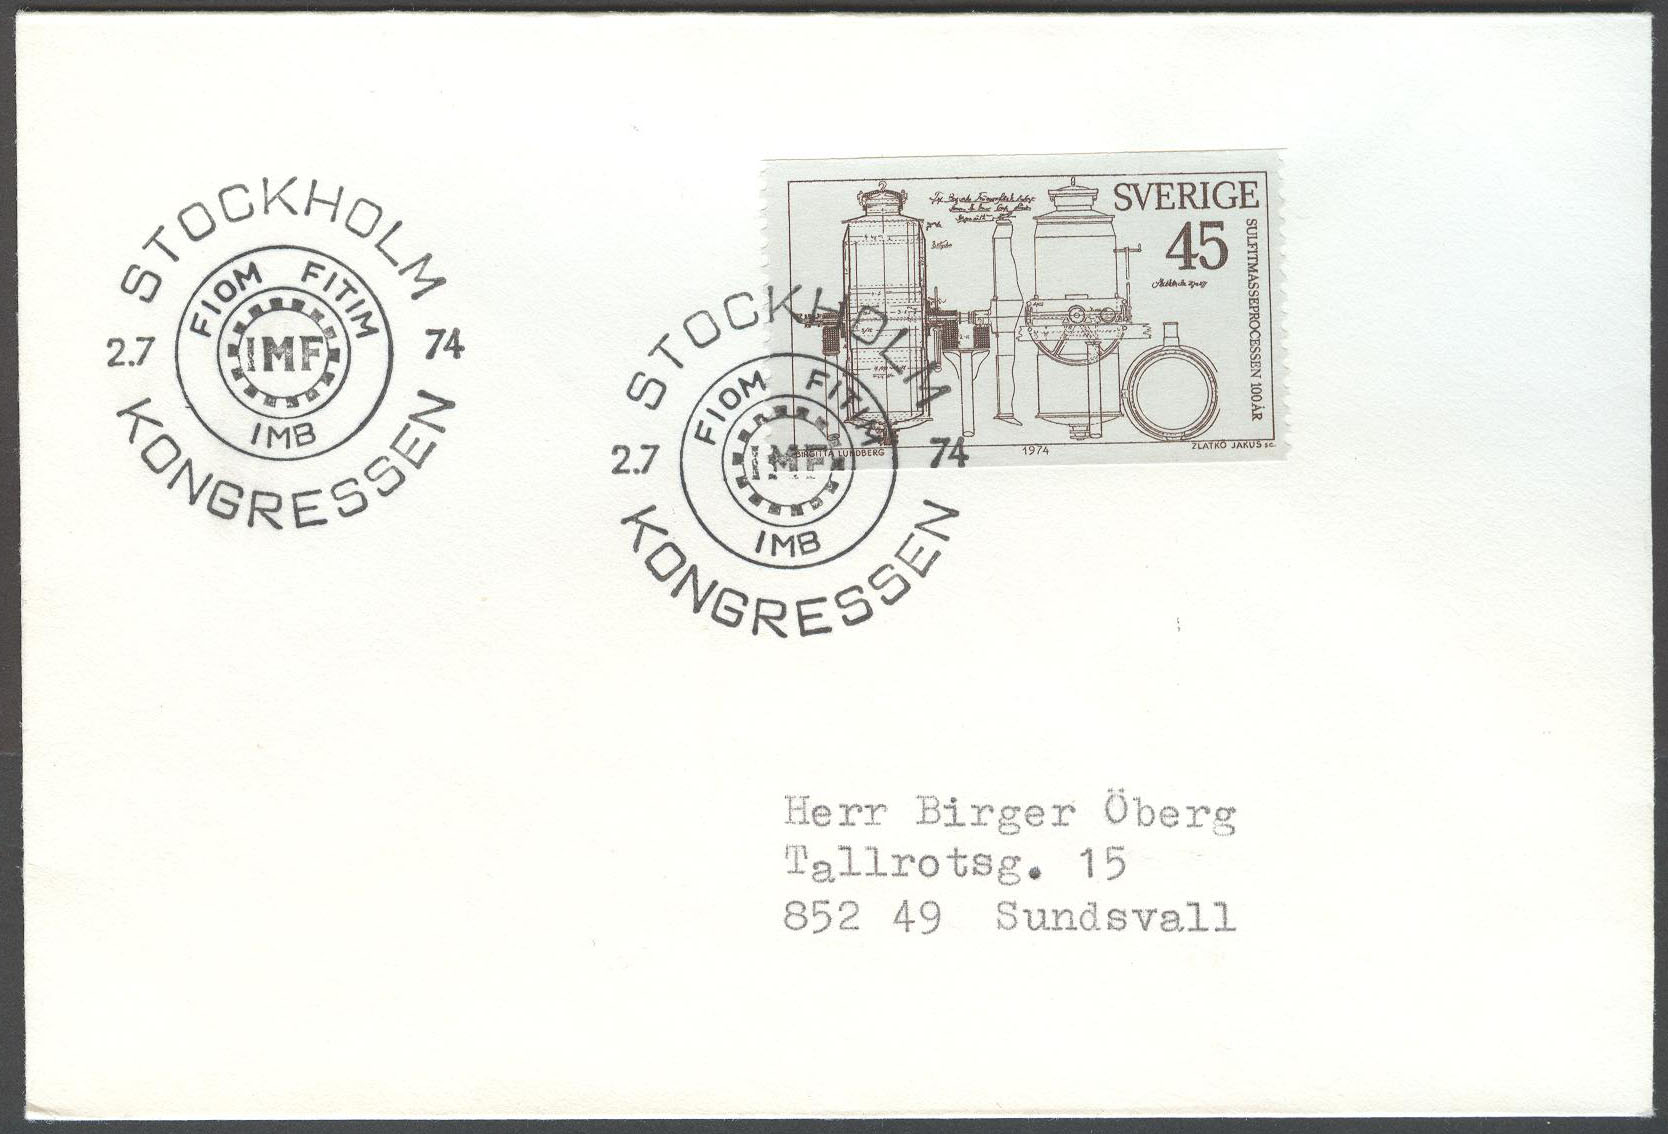 STOCKHOLM
FIOM FITIM
2.7 IMF 74
IMB
KONGRESSEN
SVERIGE
45
SULFITMASSEPROCESSEN 100 ÅR
BIRGITTA LUNDBERG 1974 ZLATKO JAKUS sc.
STOCKHOLM
FIOM FITIM
2.7 IMF 74
IMB
KONGRESSEN
Herr Birger Öberg
Tallrotsg. 15
852 49 Sundsvall